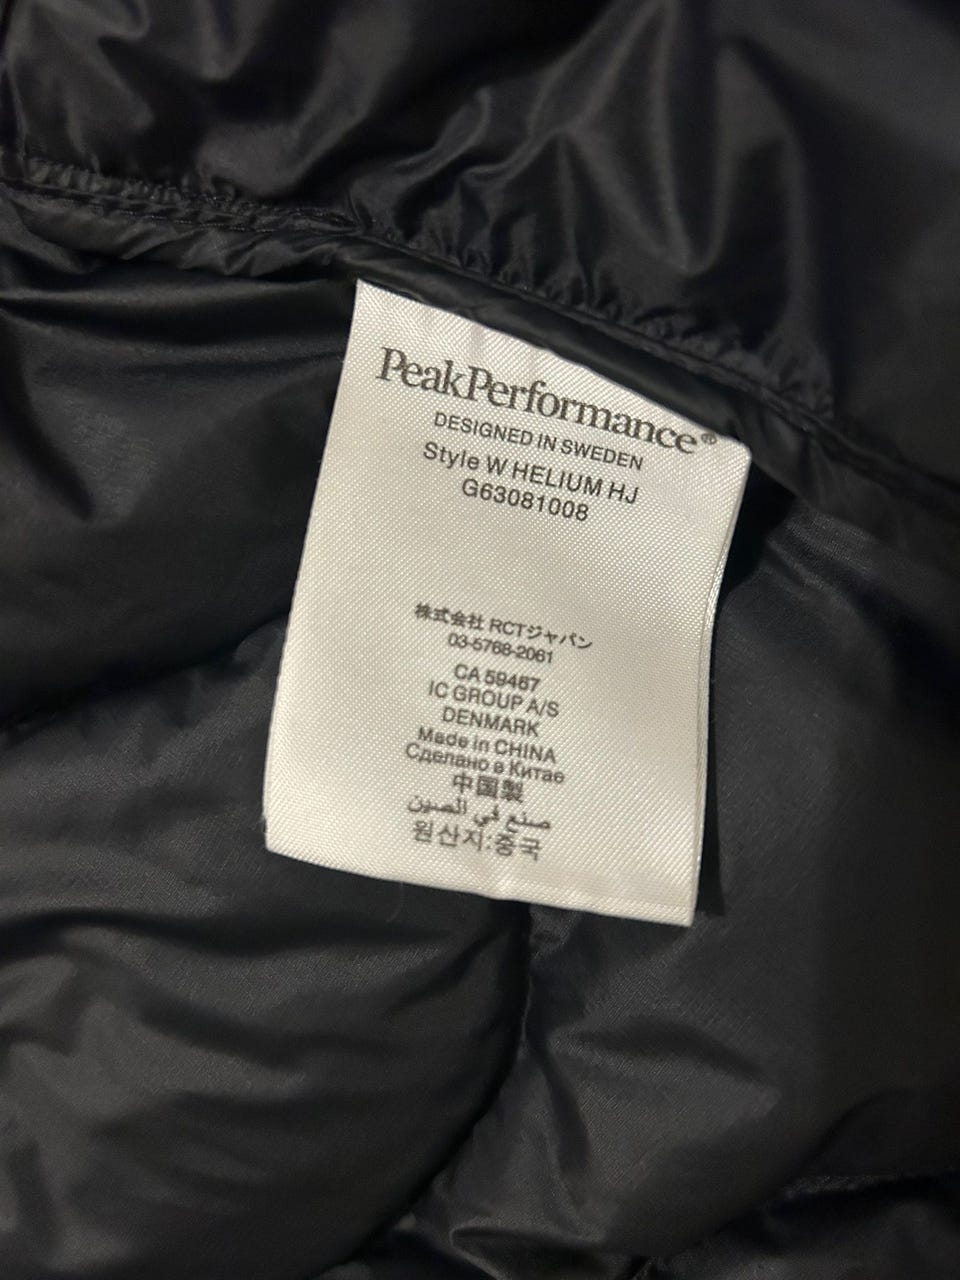 PeakPerformance®
DESIGNED IN SWEDEN
Style W HELIUM HJ
G63081008
株式会社 RCTジャパン
03-5768-2061
CA 59467
IC GROUP A/S
DENMARK
Made in CHINA
Сделано в Китае
中国製
صنع في الصين
원산지:중국